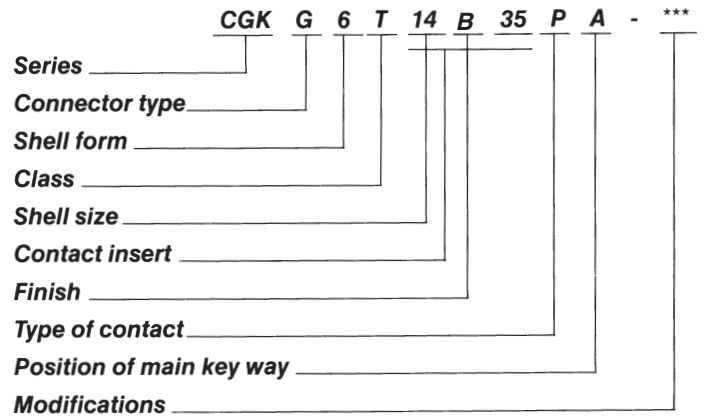 CGK G 6 T 14 B 35 P A - ***
Series
Connector type
Shell form
Class
Shell size
Contact insert
Finish
Type of contact
Position of main key way
Modifications